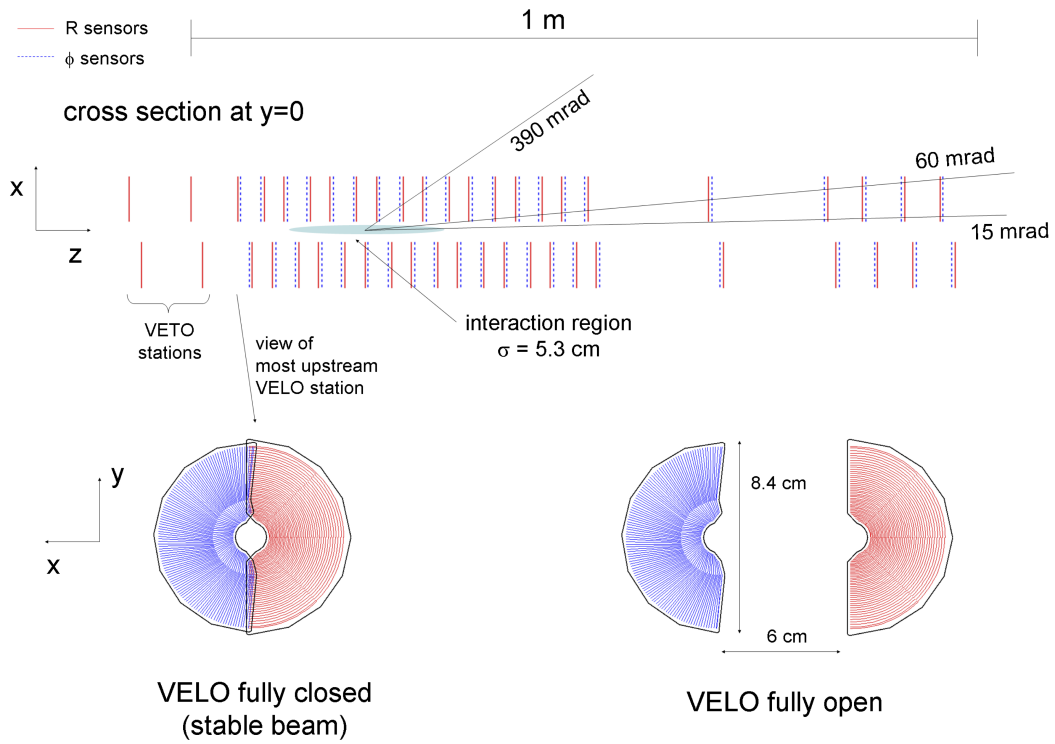 R sensors
ϕ sensors
1 m
cross section at y=0
390 mrad
60 mrad
15 mrad
x
z
VETO
stations
interaction region
σ = 5.3 cm
view of
most upstream
VELO station
y
x
8.4 cm
6 cm
VELO fully closed
(stable beam)
VELO fully open